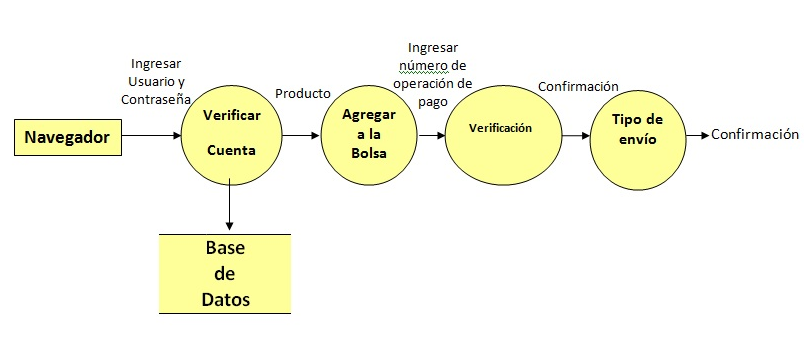 Navegador
Ingresar
Usuario y
Contraseña
Verificar
Cuenta
Base
de
Datos
Producto
Agregar
a la
Bolsa
Ingresar
número de
operación de
pago
Verificación
Confirmación
Tipo de
envío
Confirmación